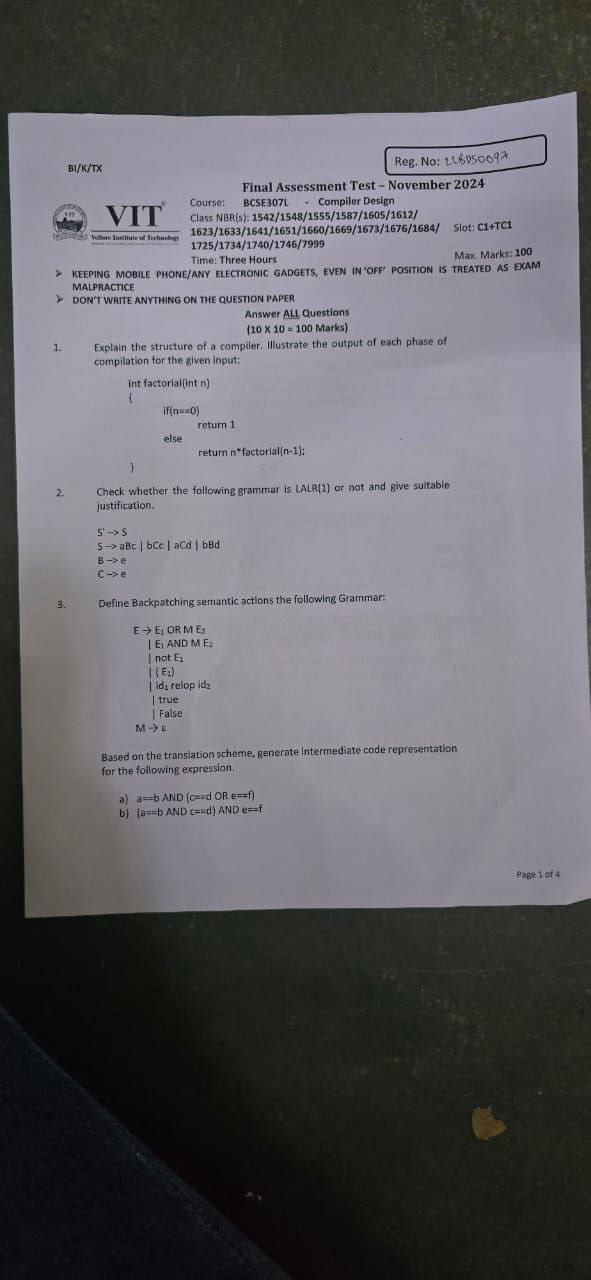 BI/K/TX
Reg. No: 21BDS0097
Final Assessment Test – November 2024
VIT
Vellore Institute of Technology
Course: BCSE307L - Compiler Design
Class NBR(s): 1542/1548/1555/1587/1605/1612/
1623/1633/1641/1651/1660/1669/1673/1676/1684/ Slot: C1+TC1
1725/1734/1740/1746/7999
Time: Three Hours Max. Marks: 100
➤ KEEPING MOBILE PHONE/ANY ELECTRONIC GADGETS, EVEN IN 'OFF' POSITION IS TREATED AS EXAM
MALPRACTICE
➤ DON'T WRITE ANYTHING ON THE QUESTION PAPER
Answer ALL Questions
(10 X 10 = 100 Marks)
1. Explain the structure of a compiler. Illustrate the output of each phase of
compilation for the given input:
int factorial(int n)
{
if(n==0)
return 1
else
return n*factorial(n-1);
}
2. Check whether the following grammar is LALR(1) or not and give suitable
justification.
S' --> S
S --> aBc | bCc | aCd | bBd
B --> e
C --> e
3. Define Backpatching semantic actions the following Grammar:
E → E₁ OR M E₂
| E₁ AND M E₂
| not E₁
| ( E₁)
| id₁ relop id₂
| true
| False
M → ε
Based on the translation scheme, generate intermediate code representation
for the following expression.
a) a==b AND (c==d OR e==f)
b) (a==b AND c==d) AND e==f
Page 1 of 4